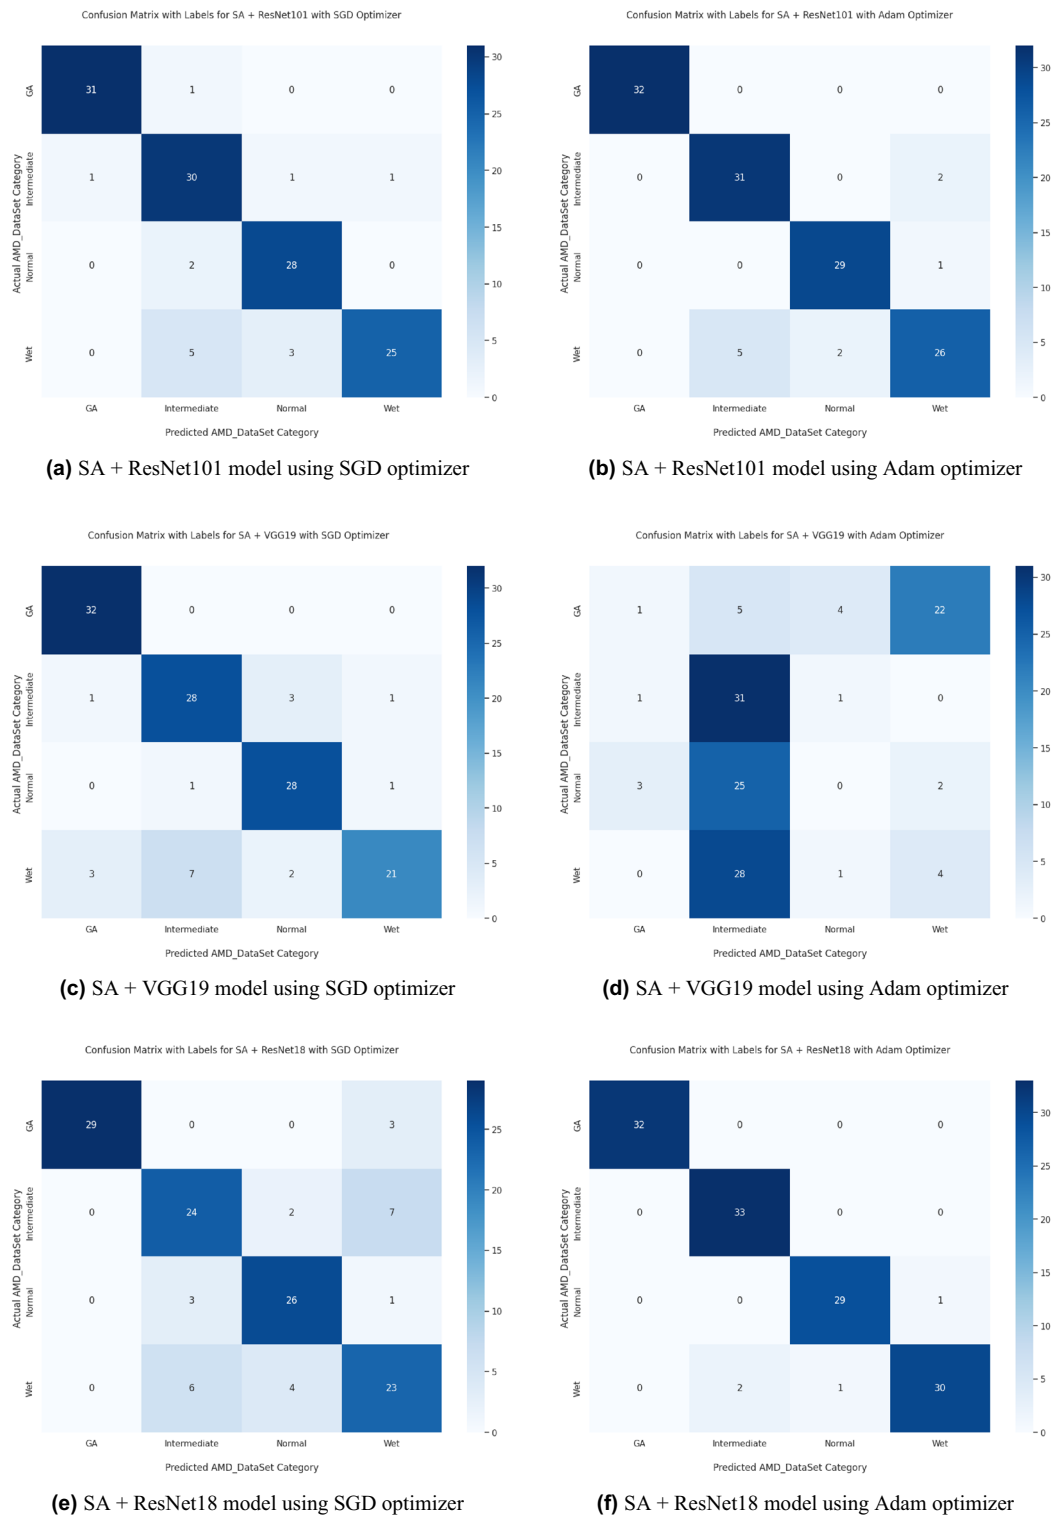 Confusion Matrix with Labels for SA + ResNet101 with SGD Optimizer
Actual AMD_DataSet Category
GA
Intermediate
Normal
Wet
31 1 0 0
1 30 1 1
0 2 28 0
0 5 3 25
GA Intermediate Normal Wet
Predicted AMD_DataSet Category
30
25
20
15
10
5
0
(a) SA + ResNet101 model using SGD optimizer
Confusion Matrix with Labels for SA + ResNet101 with Adam Optimizer
Actual AMD_DataSet Category
GA
Intermediate
Normal
Wet
32 0 0 0
0 31 0 2
0 0 29 1
0 5 2 26
GA Intermediate Normal Wet
Predicted AMD_DataSet Category
30
25
20
15
10
5
0
(b) SA + ResNet101 model using Adam optimizer
Confusion Matrix with Labels for SA + VGG19 with SGD Optimizer
Actual AMD_DataSet Category
GA
Intermediate
Normal
Wet
32 0 0 0
1 28 3 1
0 1 28 1
3 7 2 21
GA Intermediate Normal Wet
Predicted AMD_DataSet Category
30
25
20
15
10
5
0
(c) SA + VGG19 model using SGD optimizer
Confusion Matrix with Labels for SA + VGG19 with Adam Optimizer
Actual AMD_DataSet Category
GA
Intermediate
Normal
Wet
1 5 4 22
1 31 1 0
3 25 0 2
0 28 1 4
GA Intermediate Normal Wet
Predicted AMD_DataSet Category
30
25
20
15
10
5
0
(d) SA + VGG19 model using Adam optimizer
Confusion Matrix with Labels for SA + ResNet18 with SGD Optimizer
Actual AMD_DataSet Category
GA
Intermediate
Normal
Wet
29 0 0 3
0 24 2 7
0 3 26 1
0 6 4 23
GA Intermediate Normal Wet
Predicted AMD_DataSet Category
25
20
15
10
5
0
(e) SA + ResNet18 model using SGD optimizer
Confusion Matrix with Labels for SA + ResNet18 with Adam Optimizer
Actual AMD_DataSet Category
GA
Intermediate
Normal
Wet
32 0 0 0
0 33 0 0
0 0 29 1
0 2 1 30
GA Intermediate Normal Wet
Predicted AMD_DataSet Category
30
25
20
15
10
5
0
(f) SA + ResNet18 model using Adam optimizer